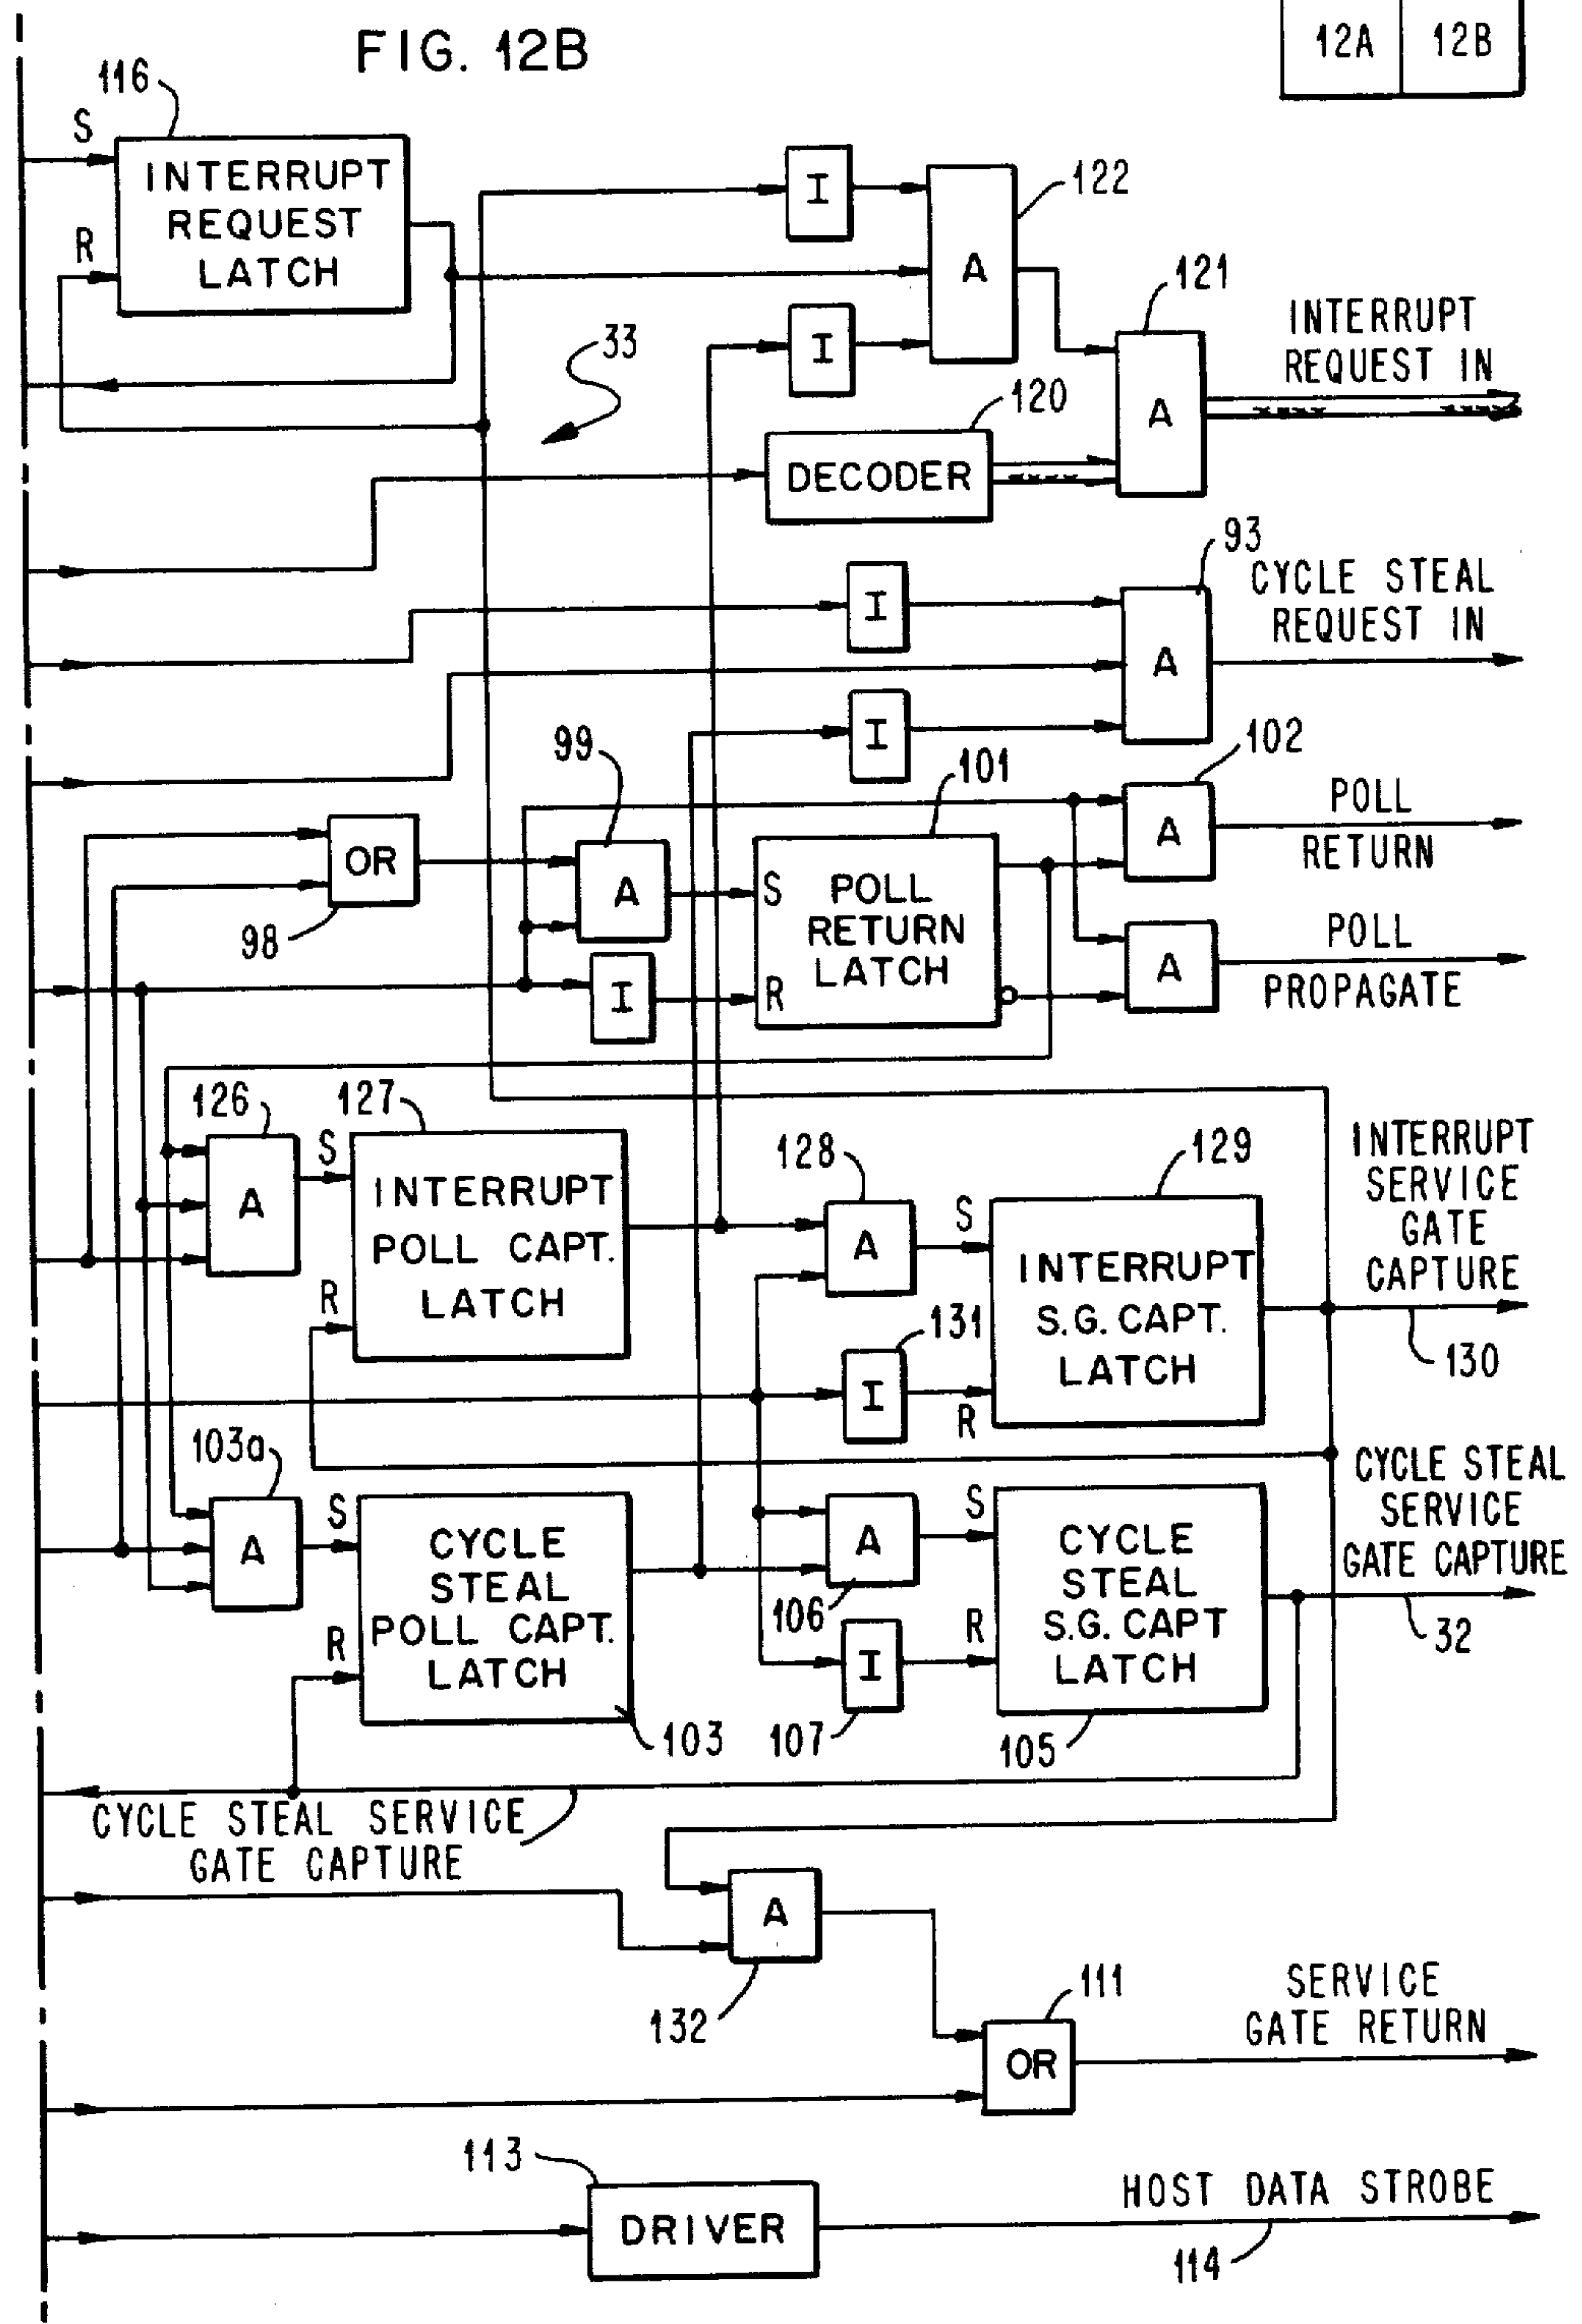 FIG. 12B
12A 12B
116
S
INTERRUPT
REQUEST
LATCH
R
I
122
A
I
33
121
A
INTERRUPT
REQUEST IN
120
DECODER
93
I
CYCLE STEAL
REQUEST IN
A
I
99
101
102
OR
98
A
I
S
POLL
RETURN
LATCH
R
A
POLL
RETURN
A
POLL
PROPAGATE
126
A
S
127
INTERRUPT
POLL CAPT.
LATCH
R
128
A
S
129
INTERRUPT
S.G. CAPT.
LATCH
131
I
R
INTERRUPT
SERVICE
GATE
CAPTURE
130
103a
A
S
CYCLE
STEAL
POLL CAPT.
LATCH
R
103
A
106
S
CYCLE
STEAL
S.G. CAPT
LATCH
I
R
107
105
CYCLE STEAL
SERVICE
GATE CAPTURE
32
CYCLE STEAL SERVICE
GATE CAPTURE
A
132
111
OR
SERVICE
GATE RETURN
113
DRIVER
HOST DATA STROBE
114